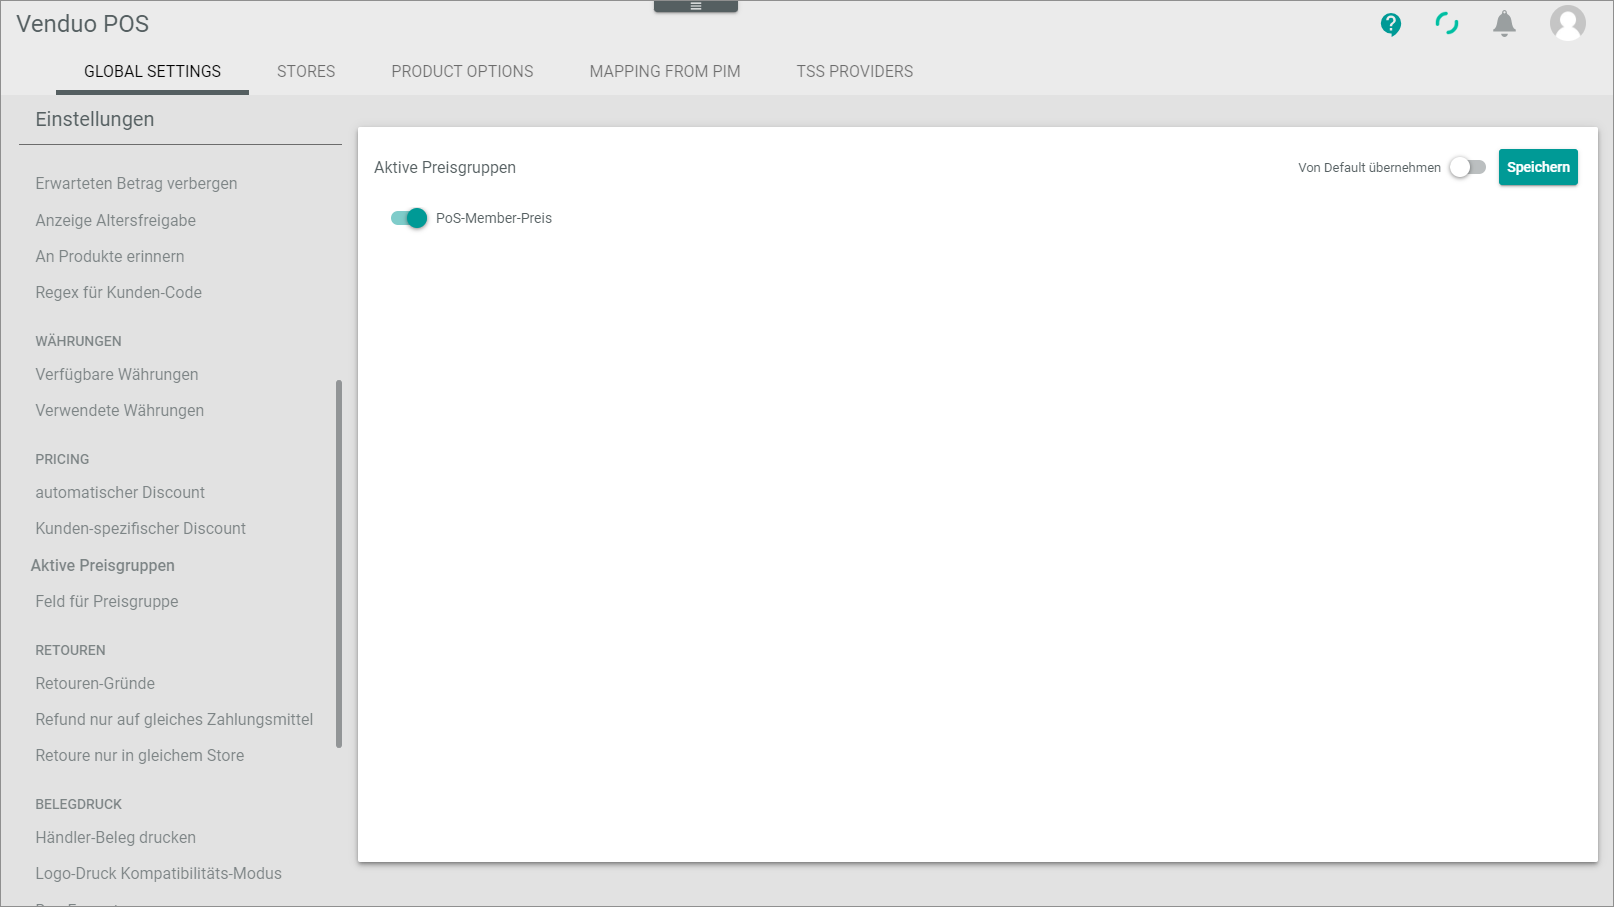 Venduo POS
GLOBAL SETTINGS
STORES
PRODUCT OPTIONS
MAPPING FROM PIM
TSS PROVIDERS
Einstellungen
Erwarteten Betrag verbergen
Anzeige Altersfreigabe
An Produkte erinnern
Regex für Kunden-Code
WÄHRUNGEN
Verfügbare Währungen
Verwendete Währungen
PRICING
automatischer Discount
Kunden-spezifischer Discount
Aktive Preisgruppen
Feld für Preisgruppe
RETOUREN
Retouren-Gründe
Refund nur auf gleiches Zahlungsmittel
Retoure nur in gleichem Store
BELEGDRUCK
Händler-Beleg drucken
Logo-Druck Kompatibilitäts-Modus
Aktive Preisgruppen
Von Default übernehmen
Speichern
PoS-Member-Preis